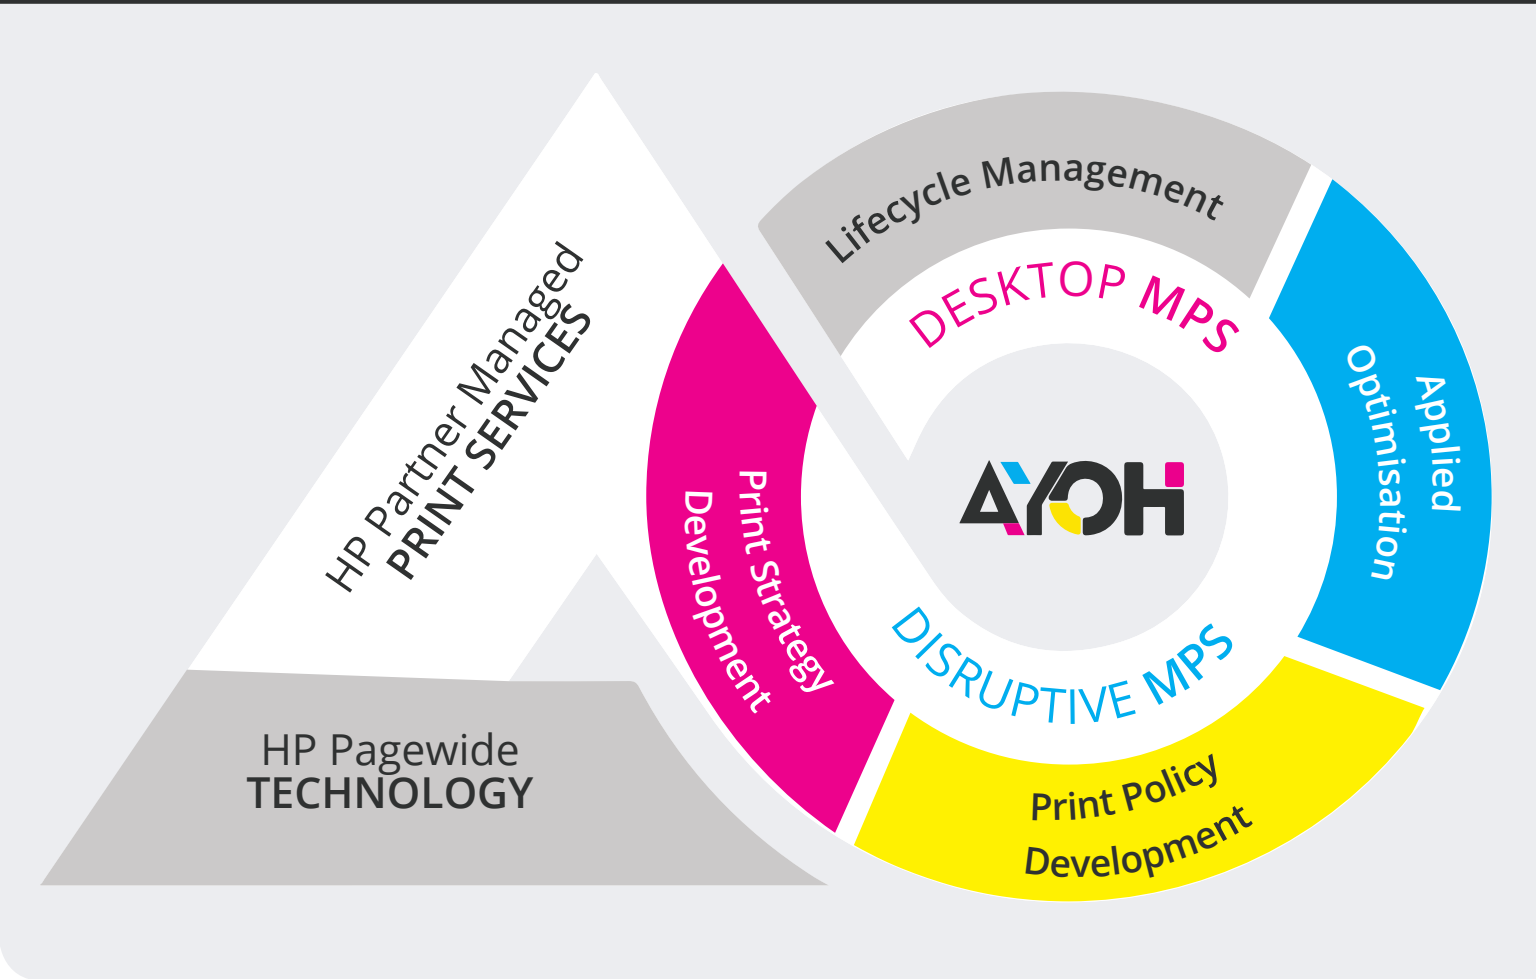 HP Partner Managed
PRINT SERVICES
HP Pagewide
TECHNOLOGY
Lifecycle Management
DESKTOP MPS
Applied
Optimisation
AYOH
Print Strategy
Development
DISRUPTIVE MPS
Print Policy
Development